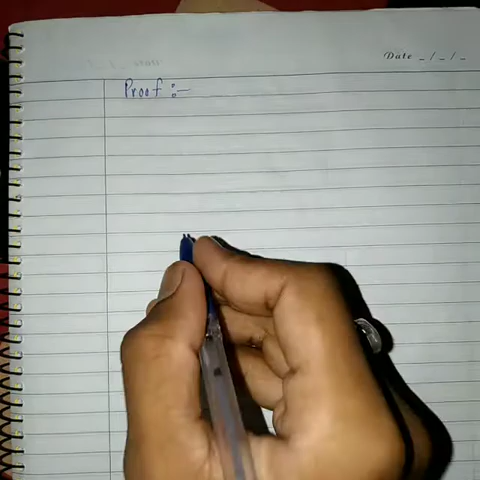 Date _ / _ / _
Proof :-